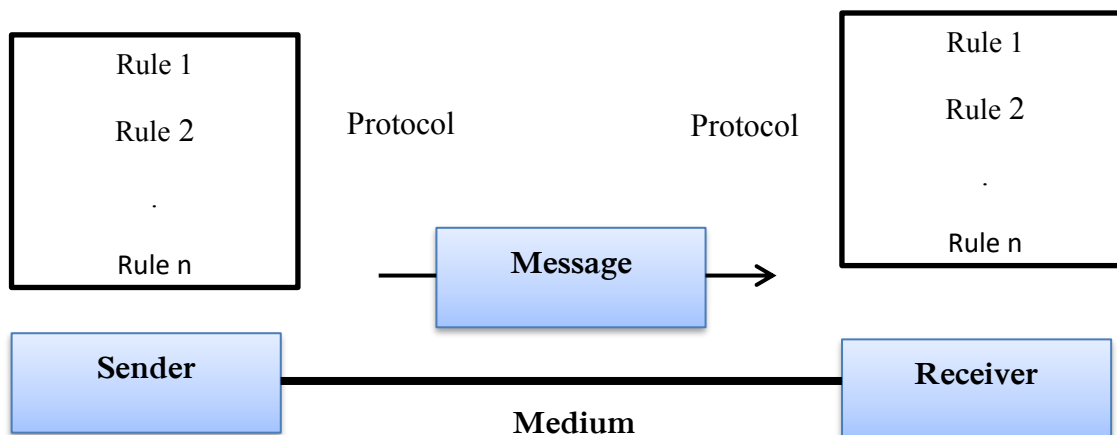 Rule 1
Rule 2
.
Rule n
Protocol
Protocol
Rule 1
Rule 2
.
Rule n
Message
Sender
Receiver
Medium